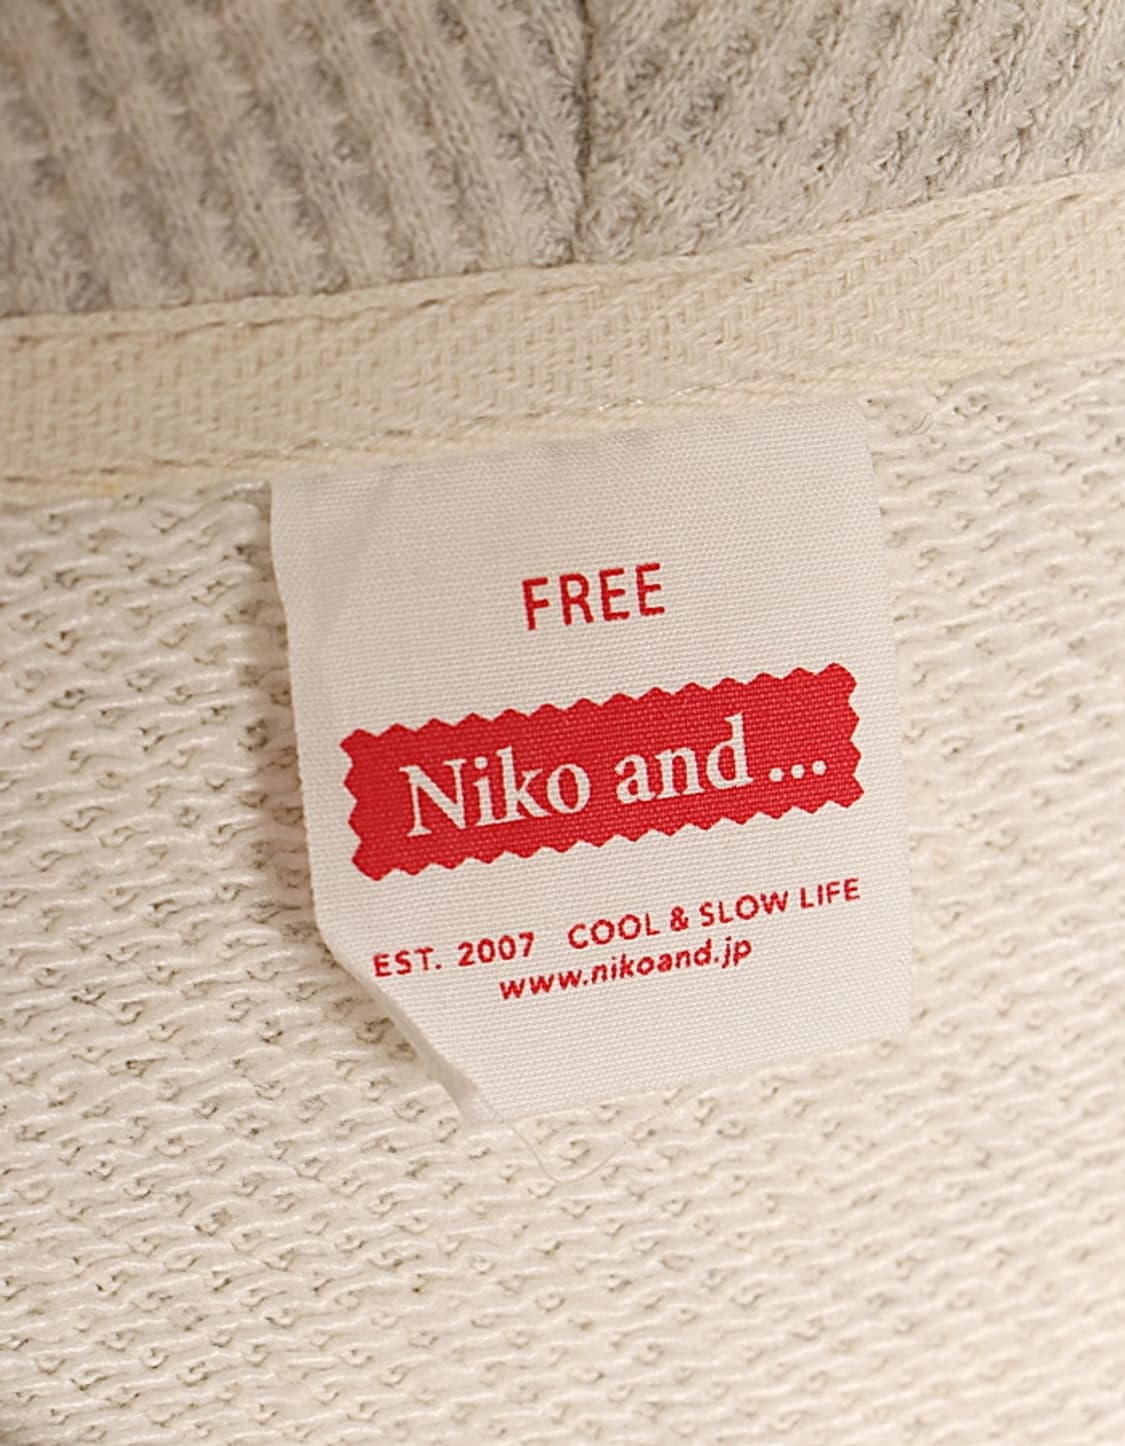 FREE
Niko and...
EST. 2007 COOL & SLOW LIFE
www.nikoand.jp